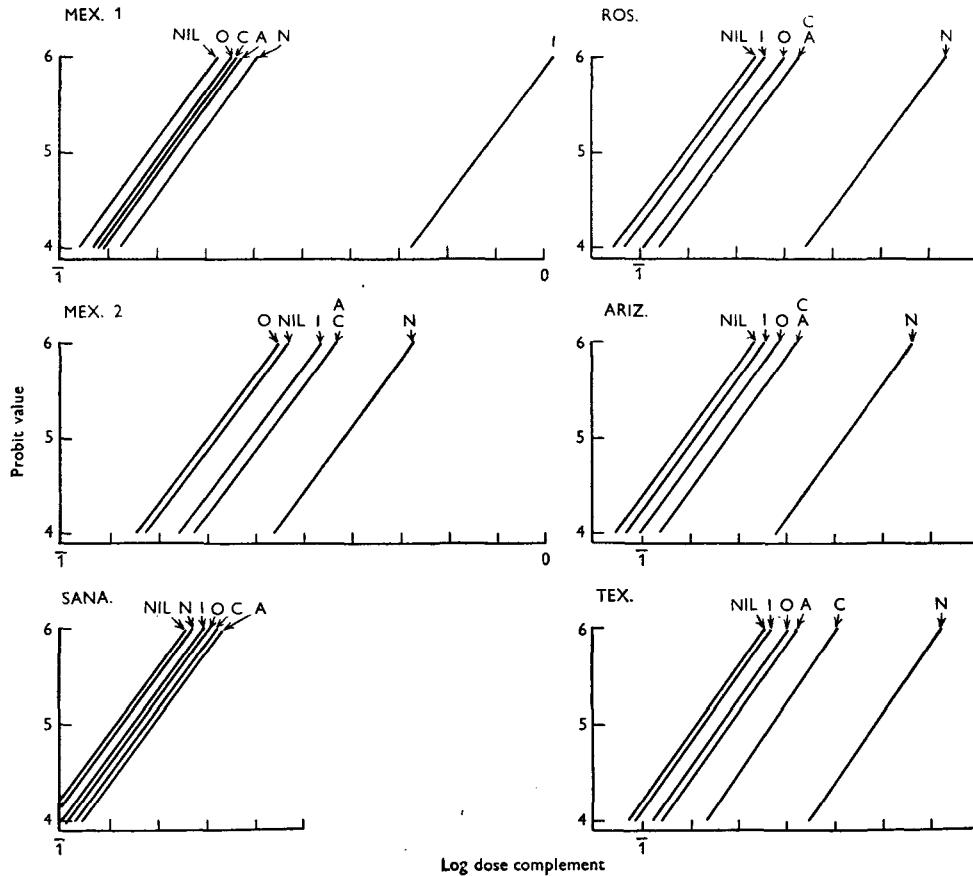 MEX. 1
NIL O C A N
I
6
5
4
1̄
0
ROS.
C
NIL I O A
N
6
5
4
1̄
MEX. 2
A
O NIL I C
N
6
5
4
1̄
0
ARIZ.
C
NIL I O A
N
6
5
4
1̄
SANA.
NIL N I O C A
6
5
4
1̄
TEX.
NIL I O A C
N
6
5
4
1̄
Probit value
Log dose complement